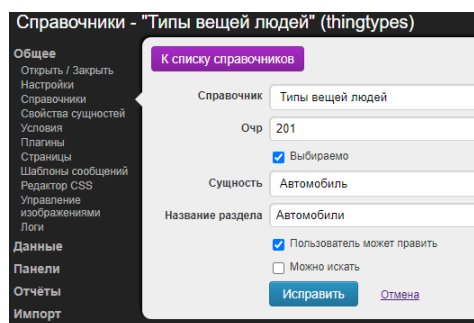 Справочники - "Типы вещей людей" (thingtypes)
Общее
Открыть / Закрыть
Настройки
Справочники
Свойства сущностей
Условия
Плагины
Страницы
Шаблоны сообщений
Редактор CSS
Управление
изображениями
Логи
Данные
Панели
Отчёты
Импорт
К списку справочников
Справочник Типы вещей людей
Очр 201
Выбираемо
Сущность Автомобиль
Название раздела Автомобили
Пользователь может править
Можно искать
Исправить Отмена